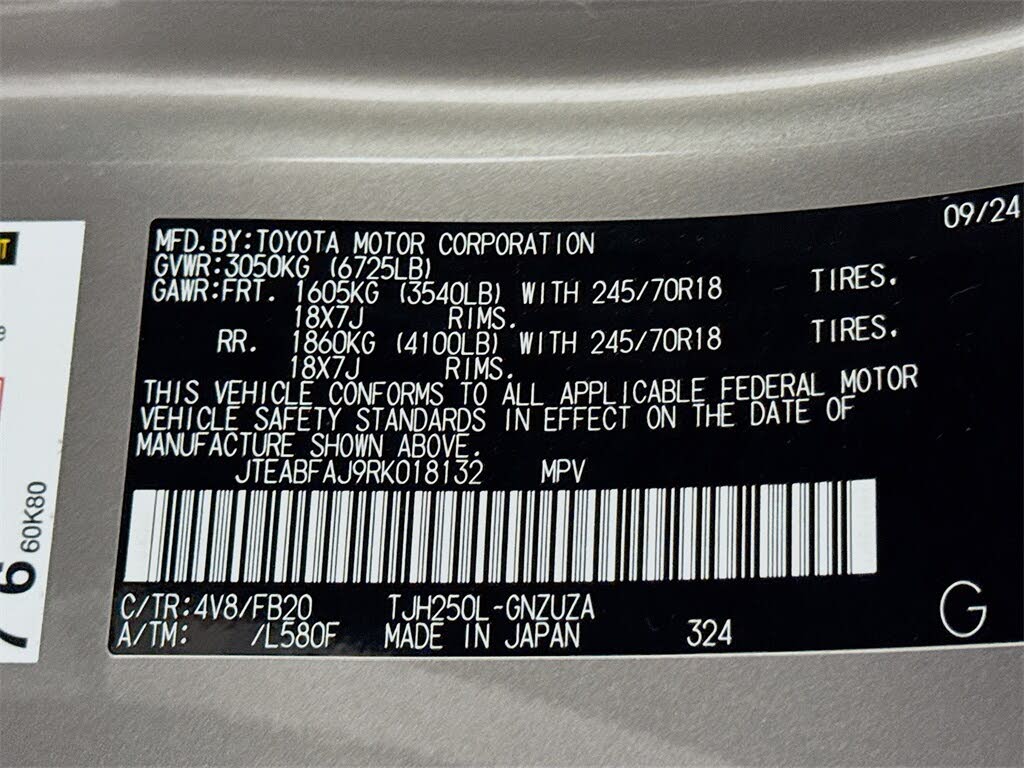 09/24
MFD.BY:TOYOTA MOTOR CORPORATION
GVWR:3050KG (6725LB)
GAWR:FRT. 1605KG (3540LB) WITH 245/70R18 TIRES.
18X7J RIMS.
RR. 1860KG (4100LB) WITH 245/70R18 TIRES.
18X7J RIMS.
THIS VEHICLE CONFORMS TO ALL APPLICABLE FEDERAL MOTOR
VEHICLE SAFETY STANDARDS IN EFFECT ON THE DATE OF
MANUFACTURE SHOWN ABOVE.
JTEABFAJ9RK018132 MPV
C/TR:4V8/FB20 TJH250L-GNZUZA
A/TM: /L580F MADE IN JAPAN 324
G
60K80